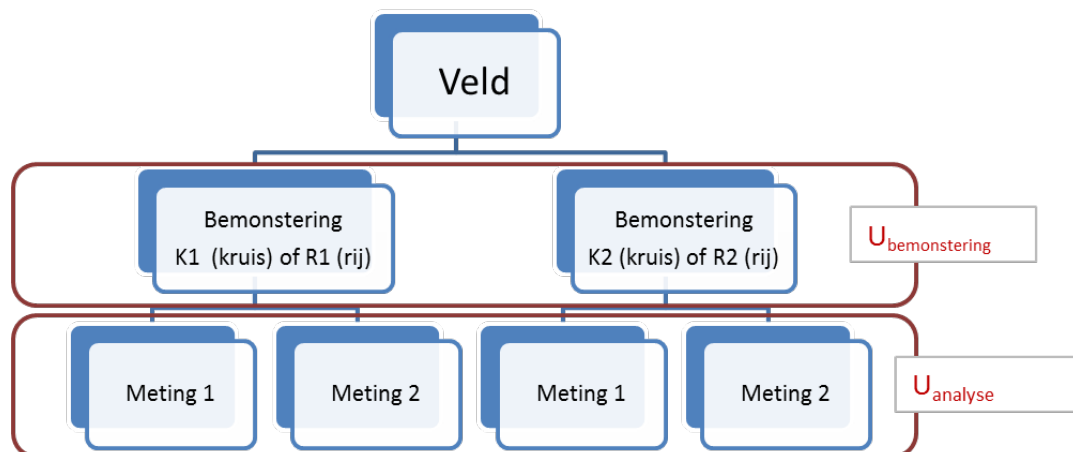 Veld
Bemonstering
K1 (kruis) of R1 (rij)
Bemonstering
K2 (kruis) of R2 (rij)
Ubemonstering
Meting 1
Meting 2
Meting 1
Meting 2
Uanalyse